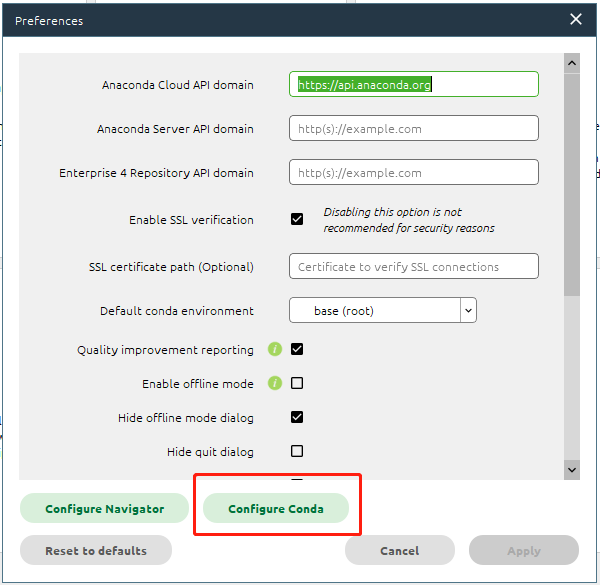 Preferences
Anaconda Cloud API domain https://api.anaconda.org
Anaconda Server API domain http(s)://example.com
Enterprise 4 Repository API domain http(s)://example.com
Enable SSL verification Disabling this option is not
recommended for security reasons
SSL certificate path (Optional) Certificate to verify SSL connections
Default conda environment base (root)
Quality improvement reporting i
Enable offline mode i
Hide offline mode dialog
Hide quit dialog
Configure Navigator Configure Conda
Reset to defaults Cancel Apply